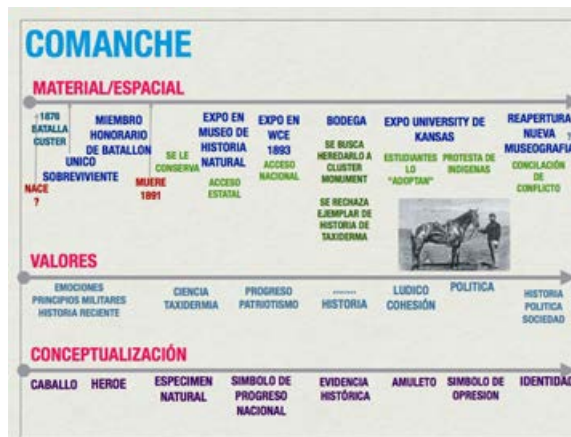 COMANCHE
MATERIAL/ESPACIAL
1876
BATALLA
CUSTER
UNICO
SOBREVIVIENTE
NACE
?
MIEMBRO
HONORARIO
DE BATALLON
MUERE
1891
SE LE
CONSERVA
EXPO EN
MUSEO DE
HISTORIA
NATURAL
ACCESO
ESTATAL
EXPO EN
WCE
1893
ACCESO
NACIONAL
BODEGA
SE BUSCA
HEREDARLO A
CLUSTER
MONUMENT
SE RECHAZA
EJEMPLAR DE
HISTORIA DE
TAXIDERMA
EXPO UNIVERSITY DE
KANSAS
ESTUDIANTES
LO
"ADOPTAN"
PROTESTA DE
INDIGENAS
REAPERTURA
NUEVA
MUSEOGRAFIA
?
CONCILACIÓN
DE
CONFLICTO
VALORES
EMOCIONES
PRINCIPIOS MILITARES
HISTORIA RECIENTE
CIENCIA
TAXIDERMIA
PROGRESO
PATRIOTISMO
.......
HISTORIA
LUDICO
COHESIÓN
POLITICA
HISTORIA
POLITICA
SOCIEDAD
CONCEPTUALIZACIÓN
CABALLO
HEROE
ESPECIMEN
NATURAL
SIMBOLO DE
PROGRESO
NACIONAL
EVIDENCIA
HISTÓRICA
AMULETO
SIMBOLO DE
OPRESION
IDENTIDAD